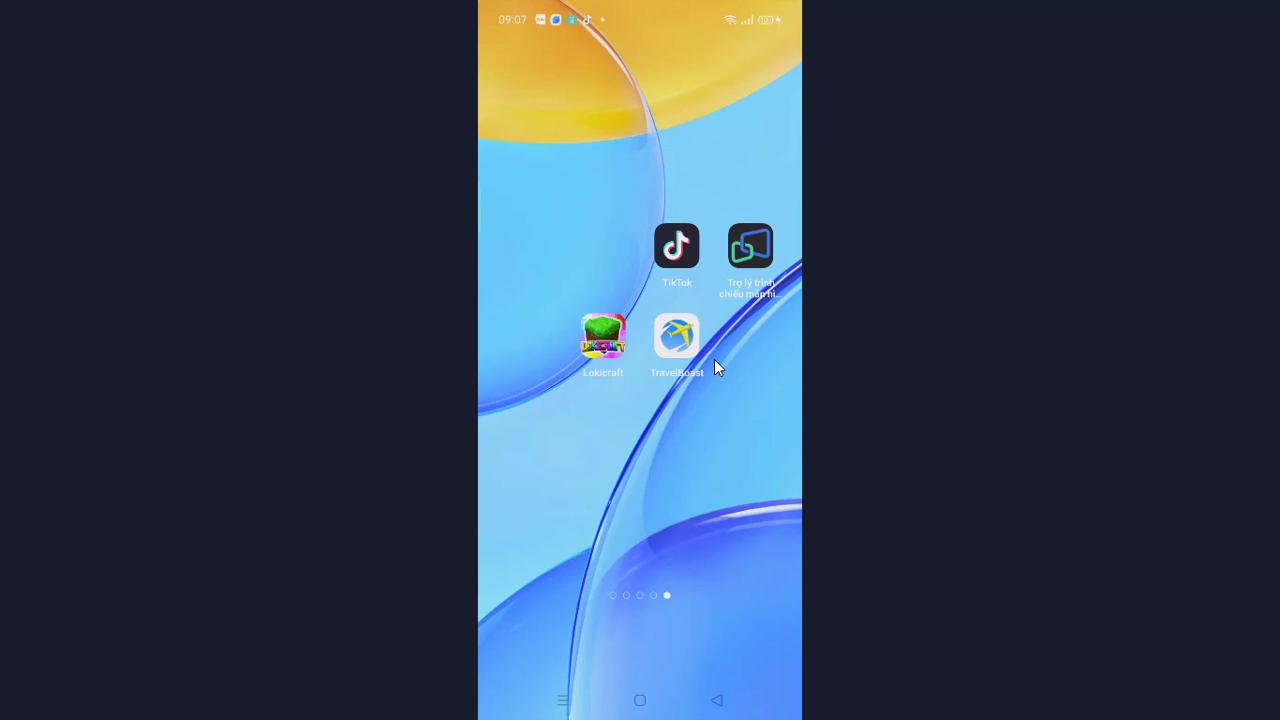 09:07
TikTok
Trợ lý trình
chiếu màn hì...
Lokicraft
TravelBoast